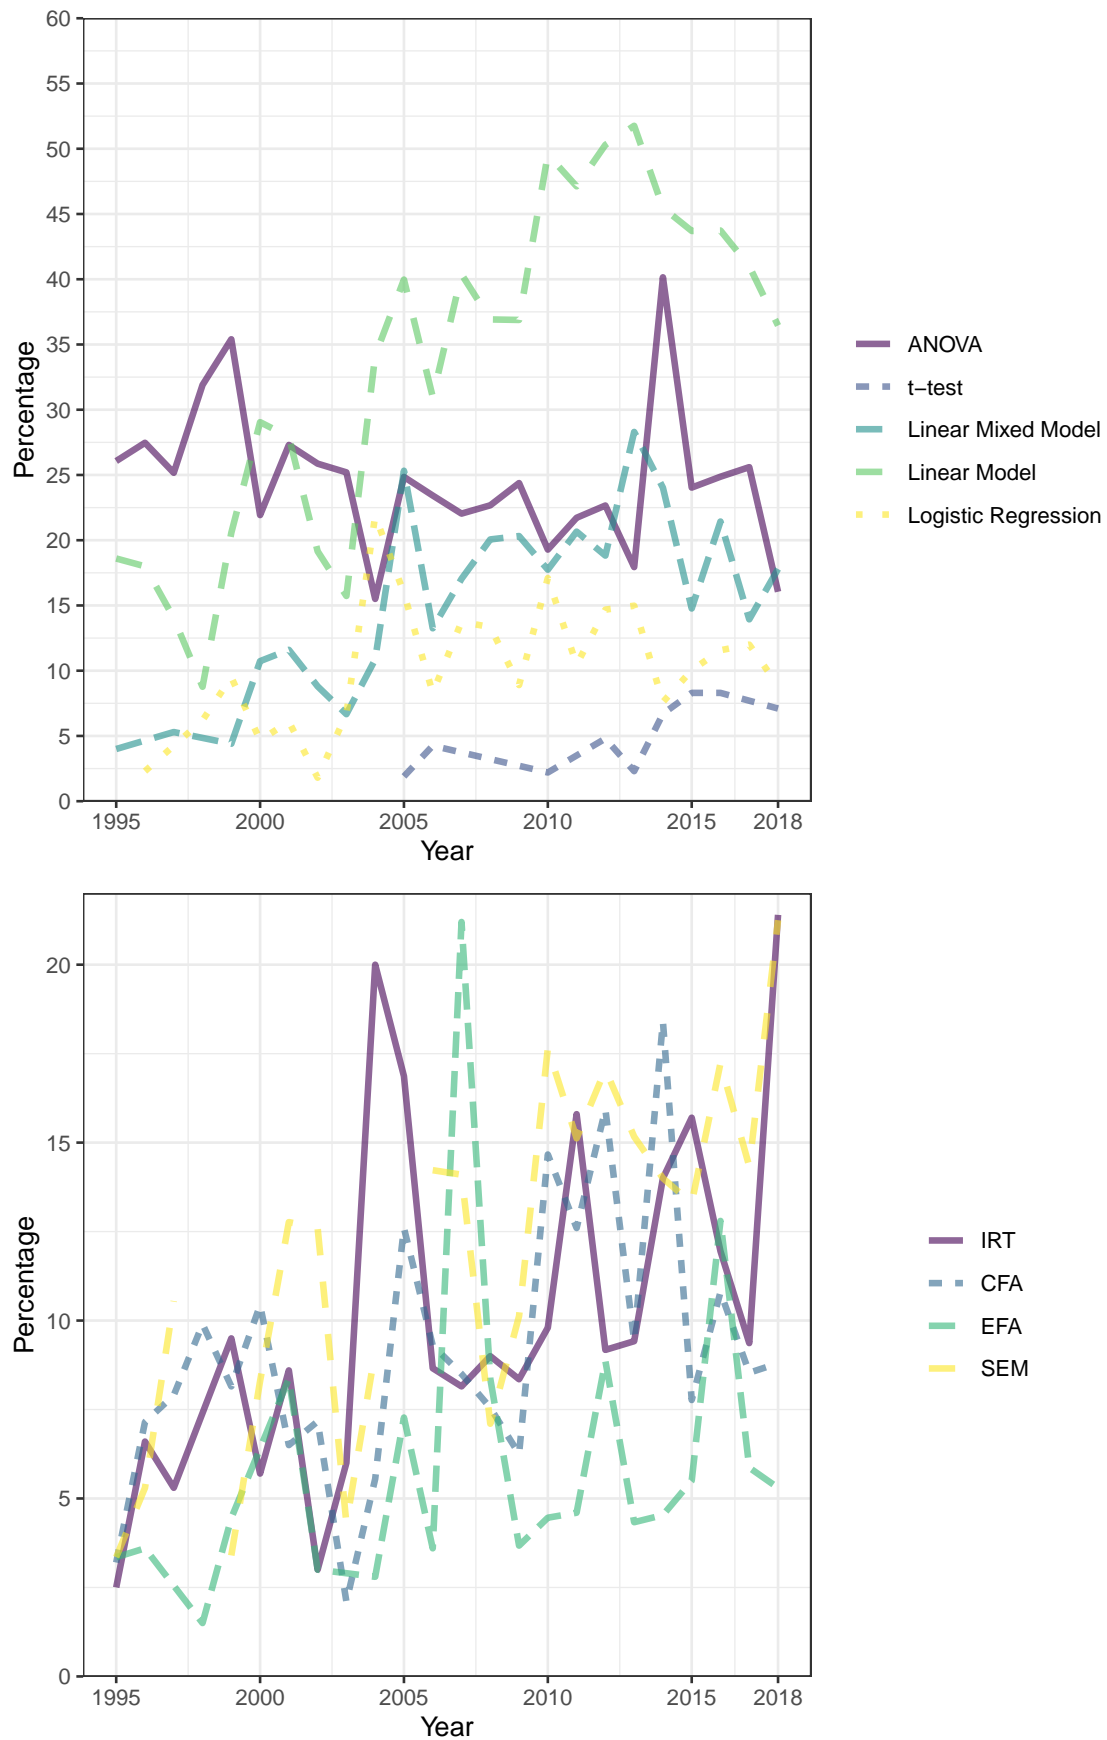 60
55
50
45
40
35
30
25
20
15
10
5
0
Percentage
1995 2000 2005 2010 2015 2018
Year
ANOVA
t−test
Linear Mixed Model
Linear Model
Logistic Regression
20
15
10
5
0
Percentage
1995 2000 2005 2010 2015 2018
Year
IRT
CFA
EFA
SEM